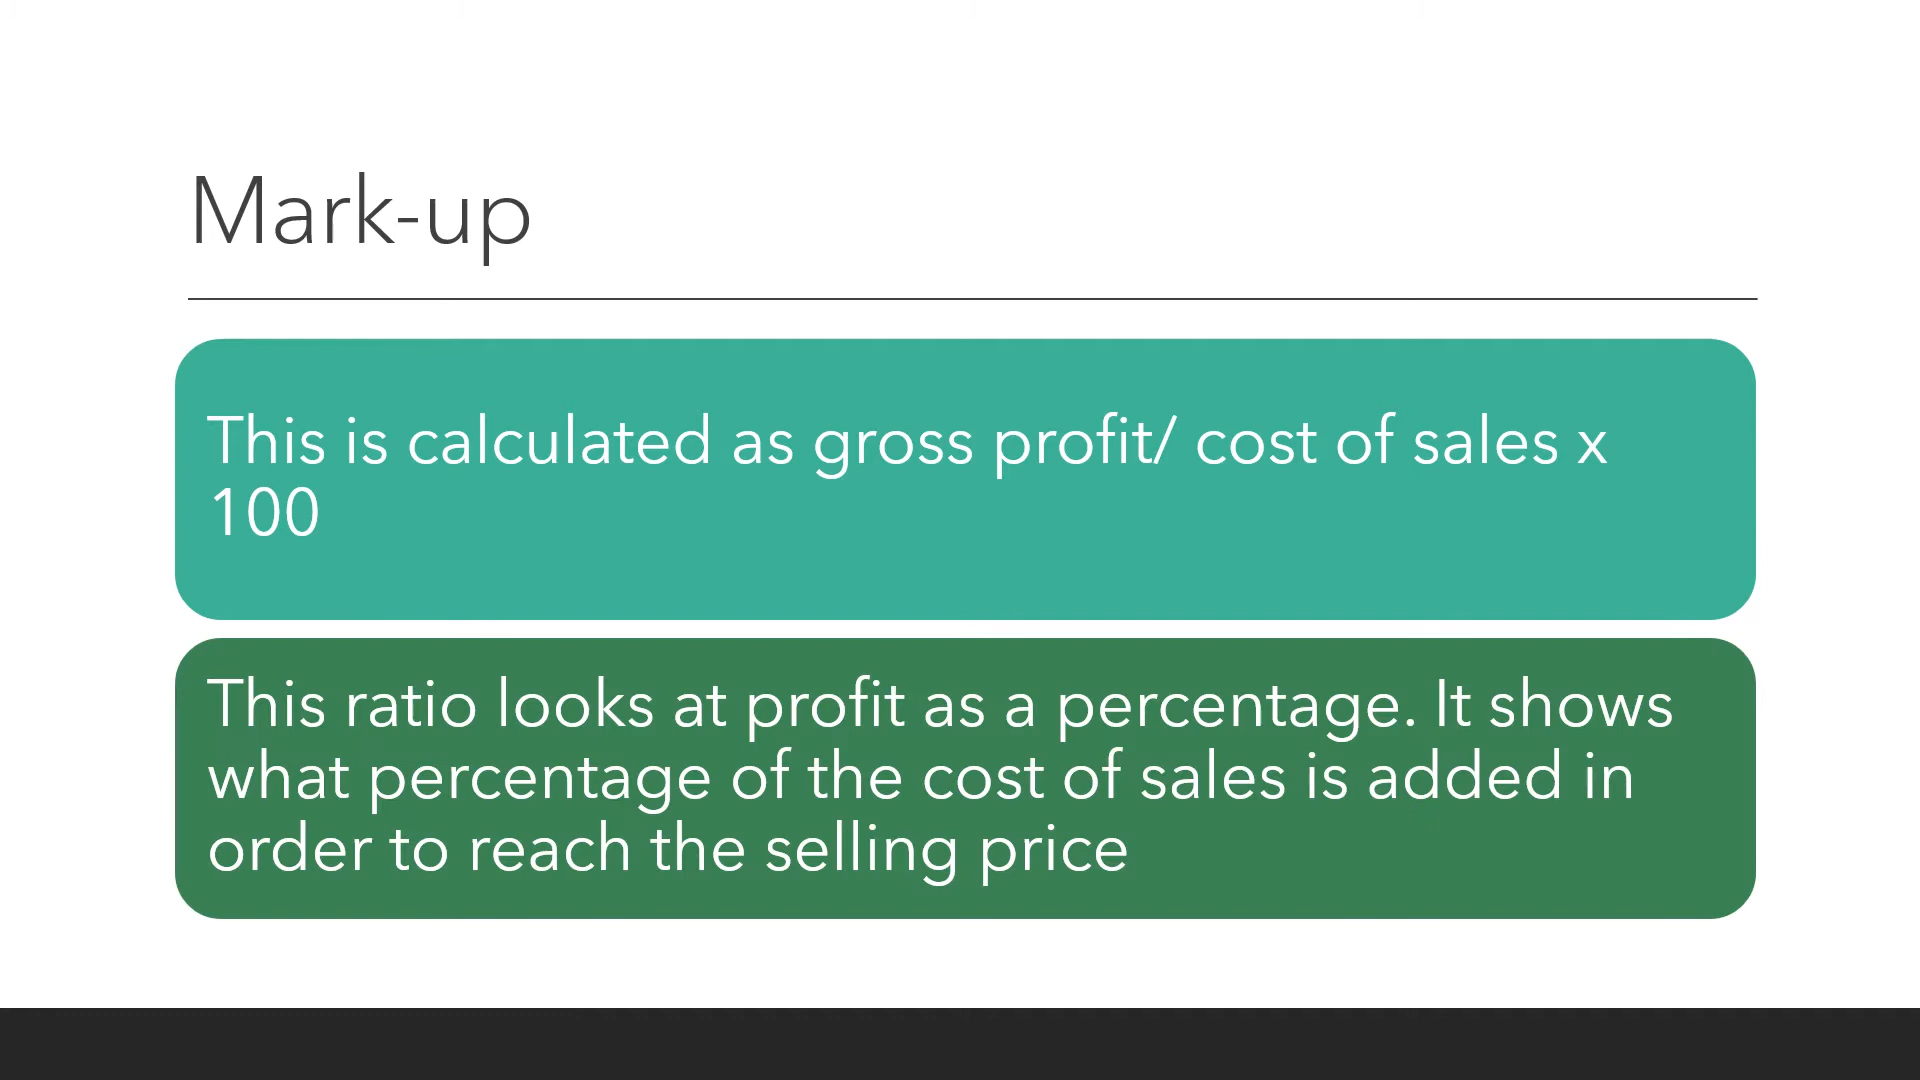 Mark-up
This is calculated as gross profit/ cost of sales x
100
This ratio looks at profit as a percentage. It shows
what percentage of the cost of sales is added in
order to reach the selling price